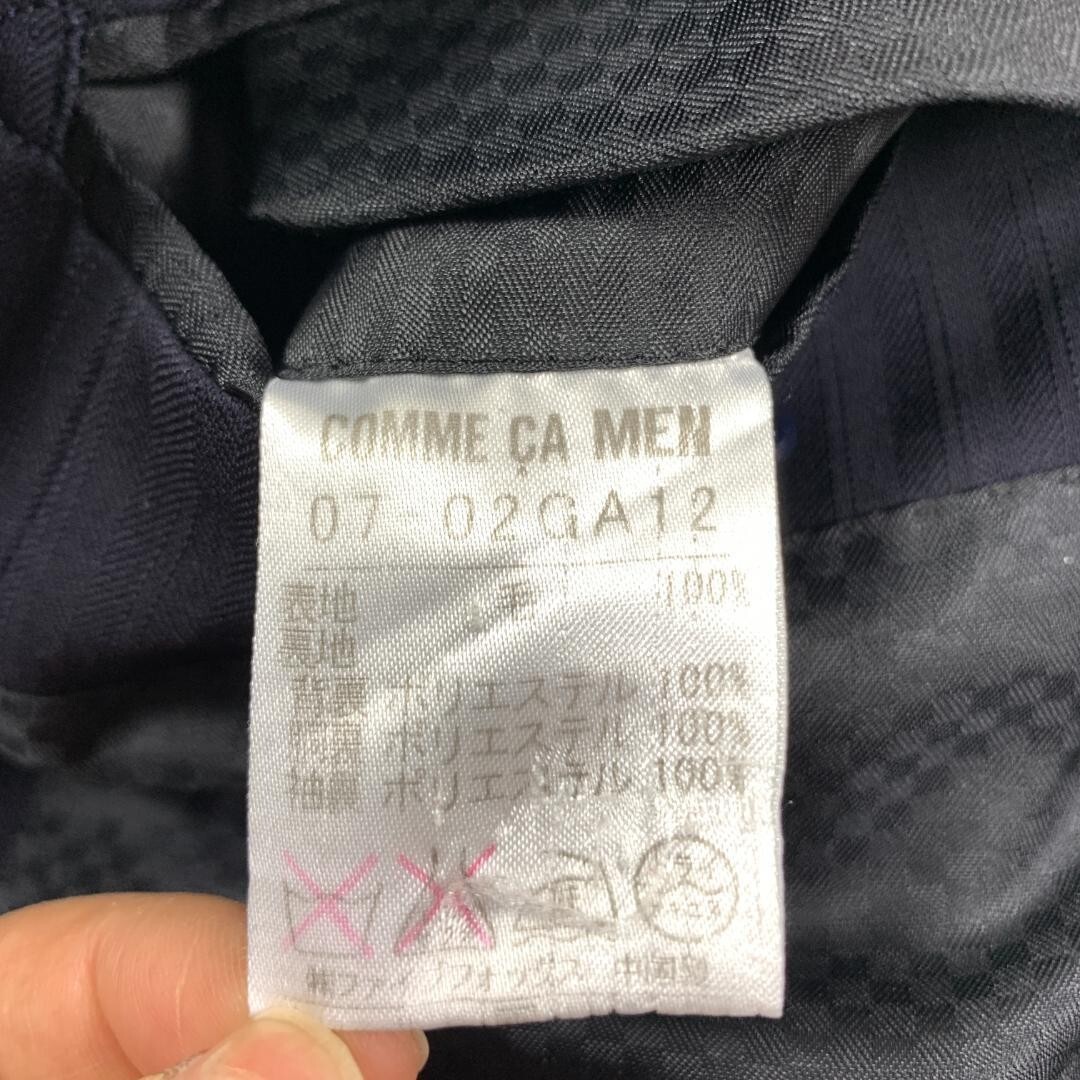 COMME ÇA MEN
07-02GA12
表地 毛 100%
裏地
背裏 ポリエステル 100%
胴裏 ポリエステル 100%
袖裏 ポリエステル 100%
㈱ファイブフォックス 中国製